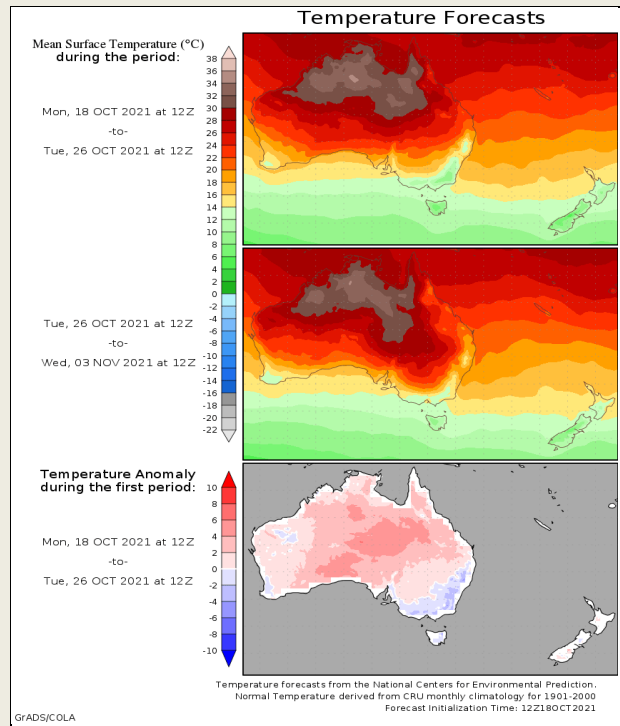 Temperature Forecasts
Mean Surface Temperature (°C)
during the period:
38
36
34
32
30
28
26
24
22
20
18
16
14
12
10
8
6
4
2
0
-2
-4
-6
-8
-10
-12
-14
-16
-18
-20
-22
Mon, 18 OCT 2021 at 12Z
-to-
Tue, 26 OCT 2021 at 12Z
Tue, 26 OCT 2021 at 12Z
-to-
Wed, 03 NOV 2021 at 12Z
Temperature Anomaly
during the first period:
10
8
6
4
2
0
-2
-4
-6
-8
-10
Mon, 18 OCT 2021 at 12Z
-to-
Tue, 26 OCT 2021 at 12Z
Temperature forecasts from the National Centers for Environmental Prediction.
Normal Temperature derived from CRU monthly climatology for 1901-2000
Forecast Initialization Time: 12Z18OCT2021
GrADS/COLA